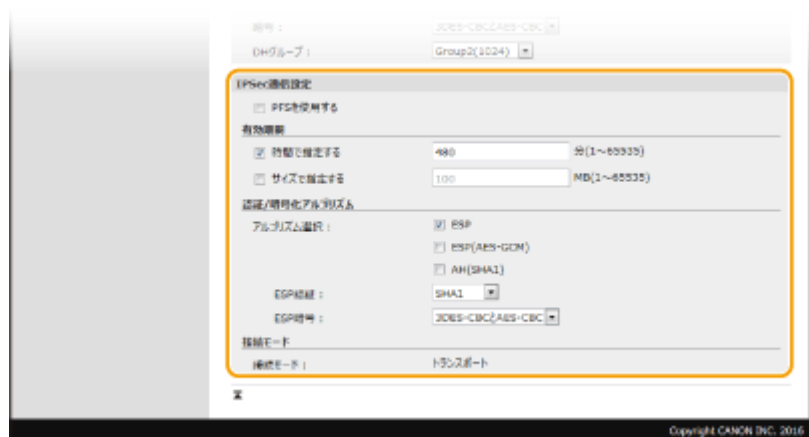 暗号: 3DES-CBCとAES-CBC
DHグループ: Group2(1024)
IPSec通信設定
PFSを使用する
有効期間
時間で指定する 480 分(1～65535)
サイズで指定する 100 MB(1～65535)
認証/暗号化アルゴリズム
アルゴリズム選択: ESP
ESP(AES-GCM)
AH(SHA1)
ESP認証: SHA1
ESP暗号: 3DES-CBCとAES-CBC
接続モード
接続モード: トランスポート
Copyright CANON INC. 2016